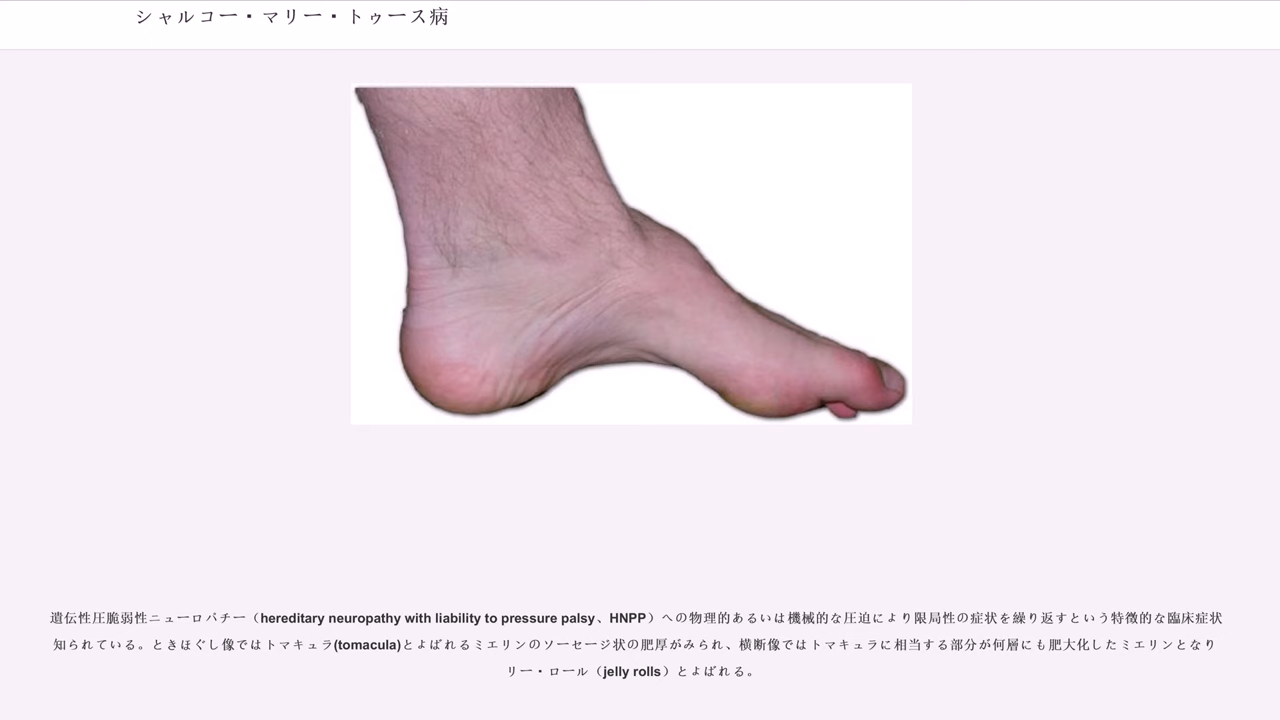 シャルコー・マリー・トゥース病
遺伝性圧脆弱性ニューロパチー（hereditary neuropathy with liability to pressure palsy、HNPP）への物理的あるいは機械的な圧迫により限局性の症状を繰り返すという特徴的な臨床症状
知られている。ときほぐし像ではトマキュラ(tomacula)とよばれるミエリンのソーセージ状の肥厚がみられ、横断像ではトマキュラに相当する部分が何層にも肥大化したミエリンとなり
リー・ロール（jelly rolls）とよばれる。